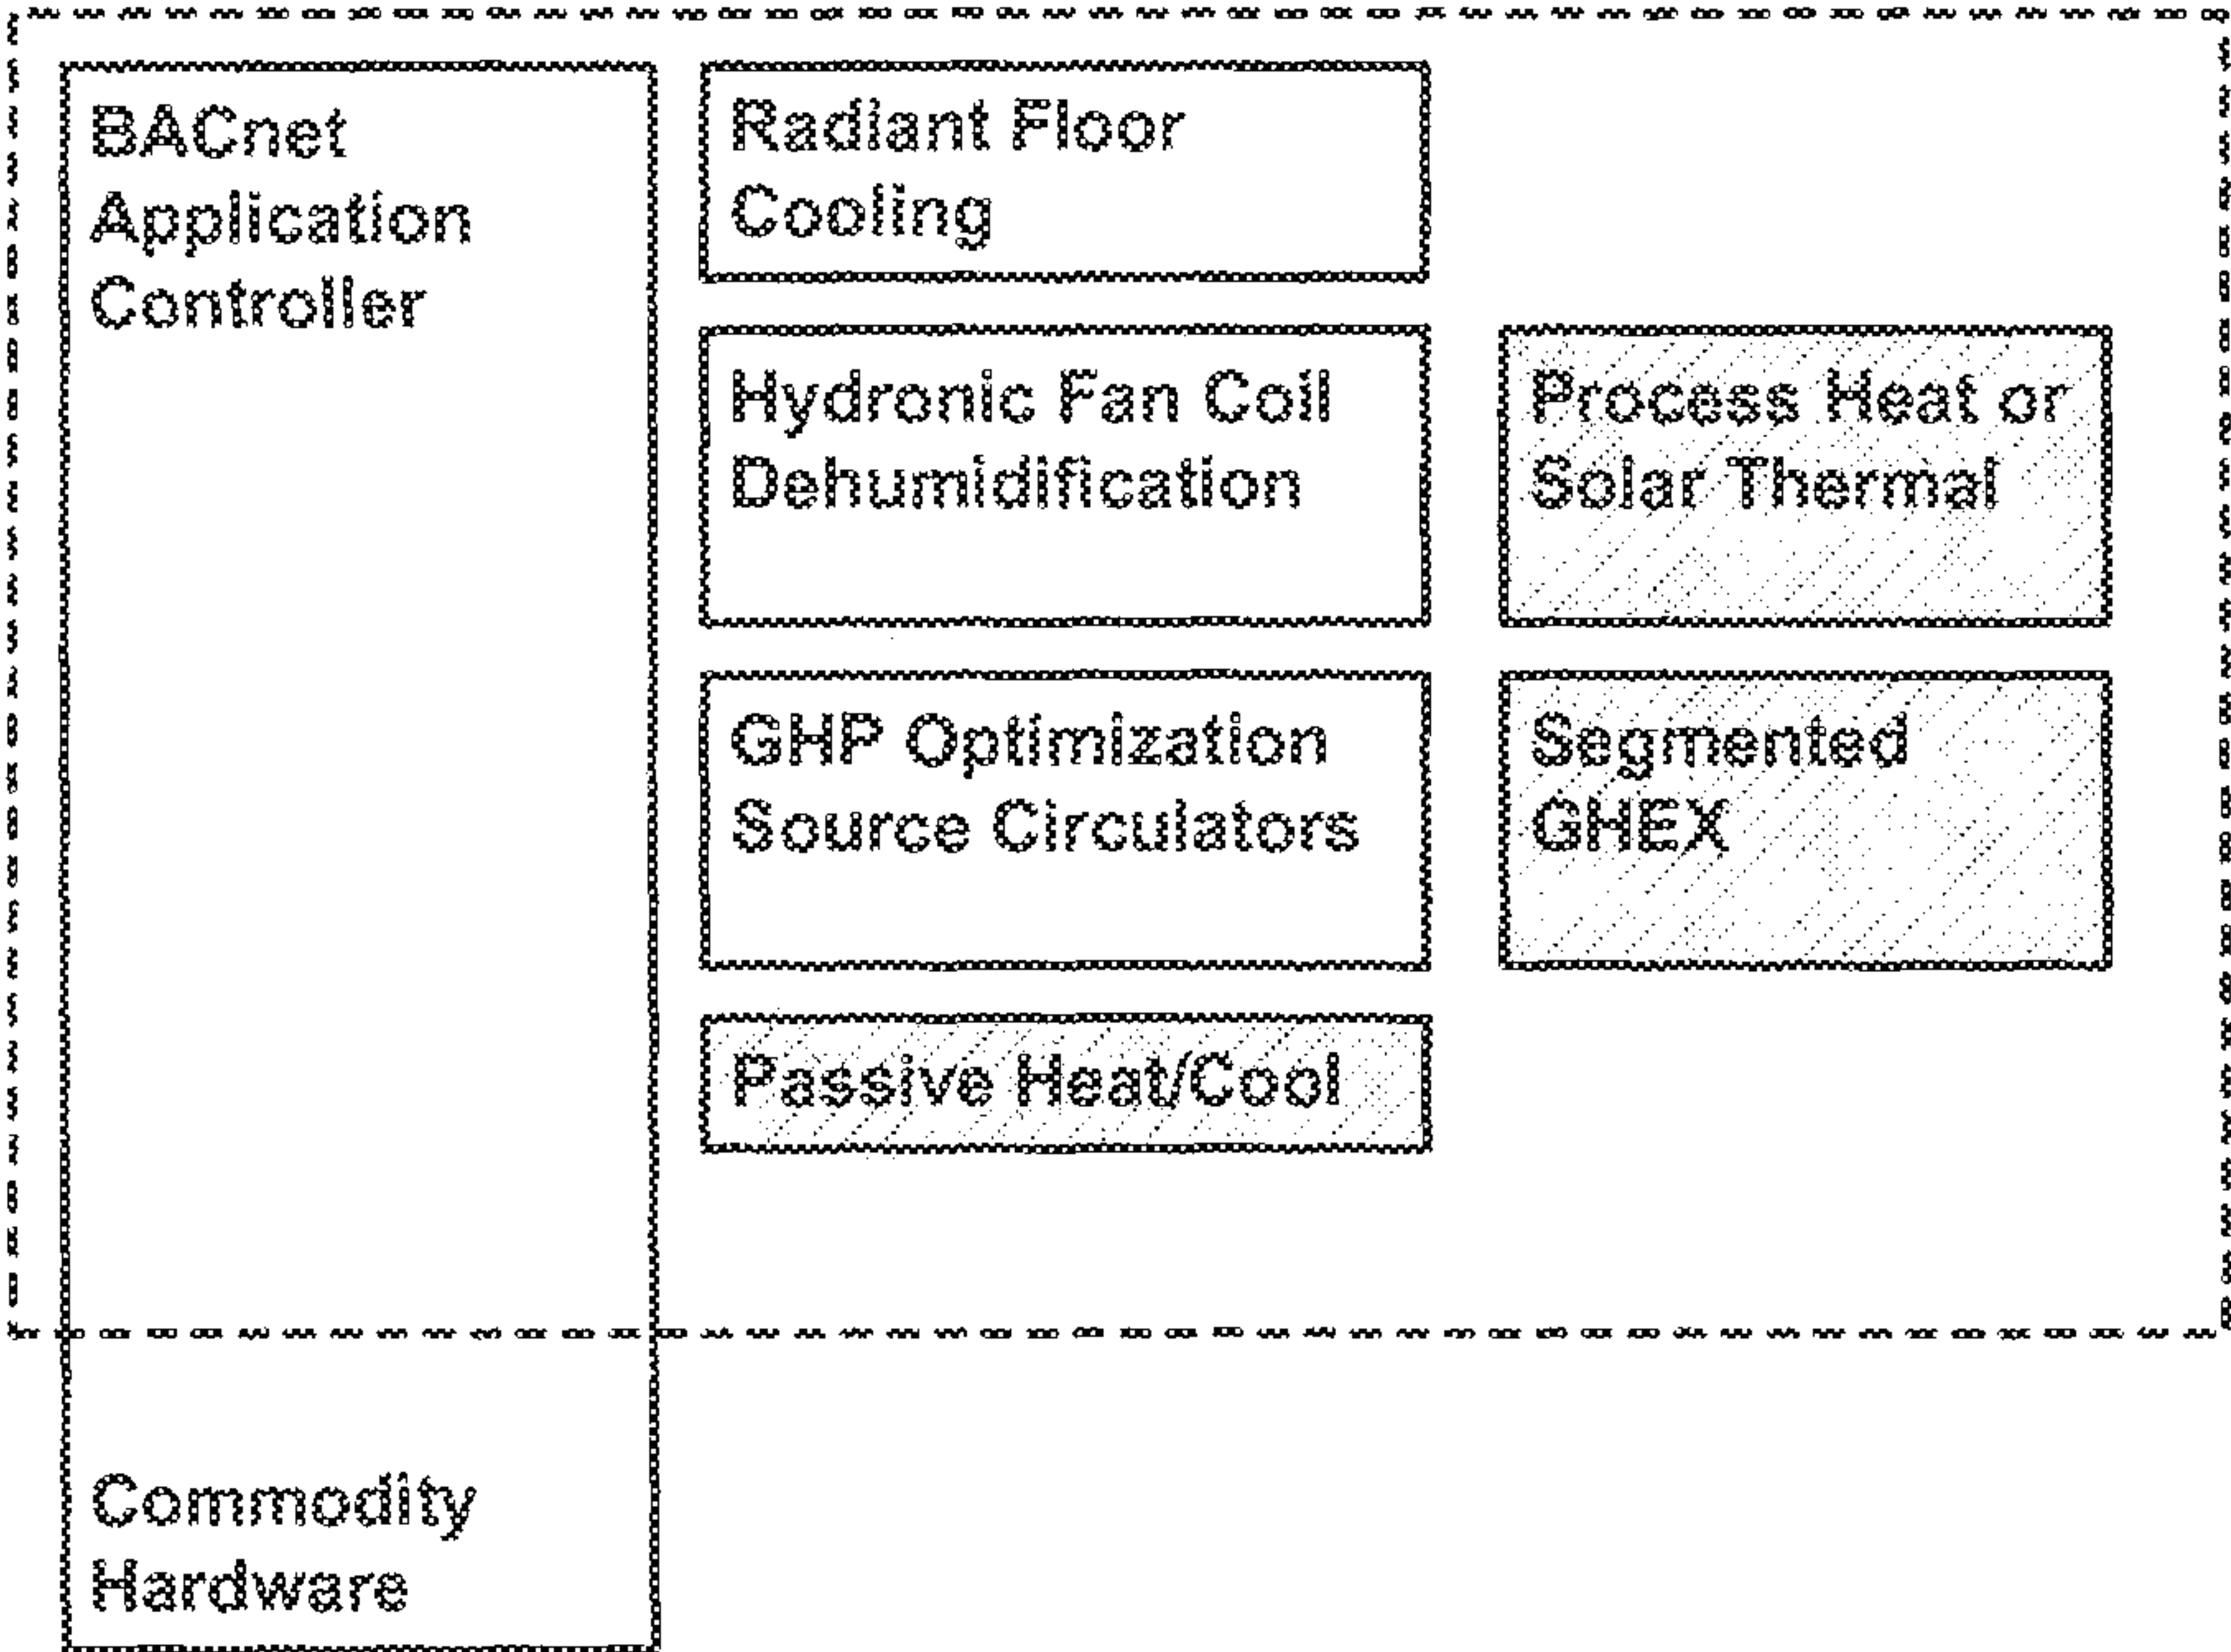 BACnet
Application
Controller
Radiant Floor
Cooling
Hydronic Fan Coil
Dehumidification
Process Heat or
Solar Thermal
GHP Optimization
Source Circulators
Segmented
GHEX
Passive Heat/Cool
Commodity
Hardware